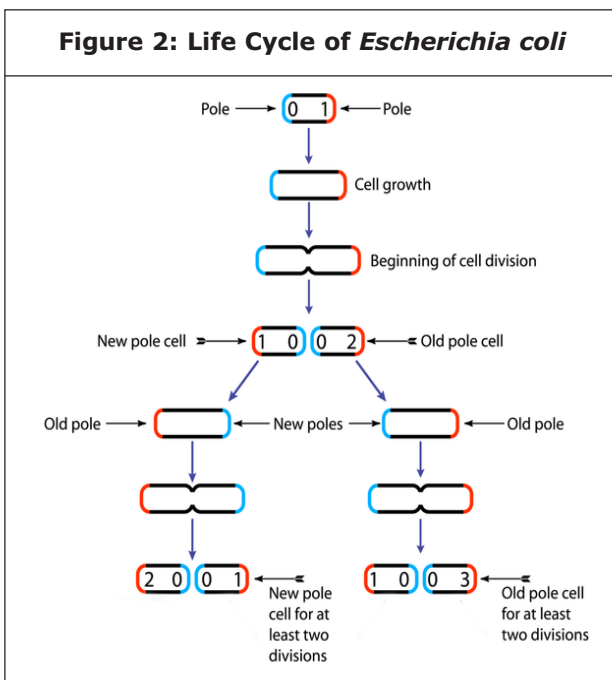 Figure 2: Life Cycle of Escherichia coli
Pole 0 1 Pole
Cell growth
Beginning of cell division
New pole cell 1 0 0 2 Old pole cell
Old pole New poles Old pole
2 0 0 1 1 0 0 3
New pole
cell for at
least two
divisions
Old pole cell
for at least
two divisions